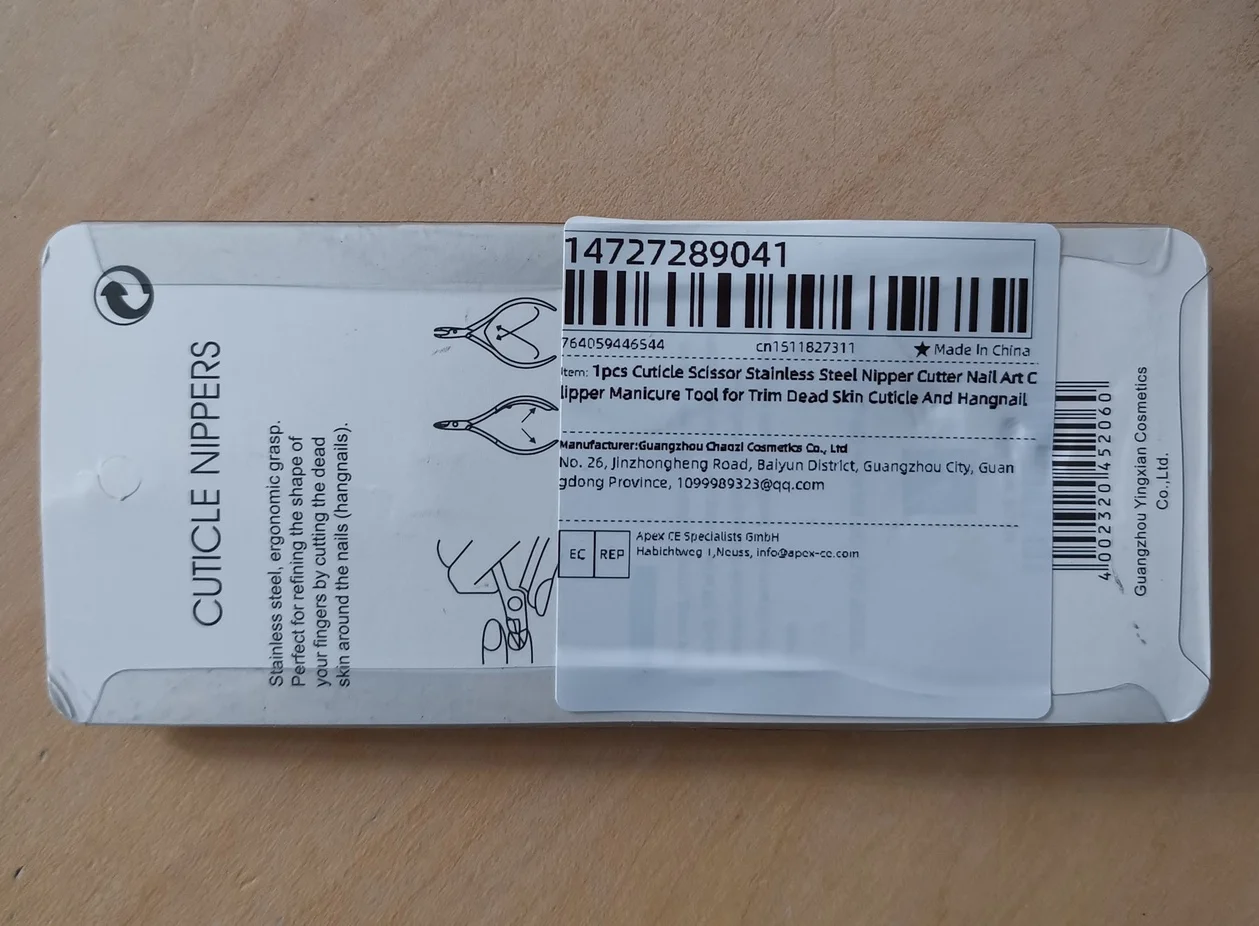 CUTICLE NIPPERS
Stainless steel, ergonomic grasp.
Perfect for refining the shape of
your fingers by cutting the dead
skin around the nails (hangnails).
14727289041
764059446544 cn1511827311 ★ Made In China
Item: 1pcs Cuticle Scissor Stainless Steel Nipper Cutter Nail Art C
lipper Manicure Tool for Trim Dead Skin Cuticle And Hangnail
Manufacturer:Guangzhou Chaozi Cosmetics Co., Ltd
No. 26, Jinzhongheng Road, Baiyun District, Guangzhou City, Guan
gdong Province, 1099989323@qq.com
EC REP
Apex CE Specialists GmbH
Habichtweg 1,Neuss, info@apex-ce.com
4002320452060
Guangzhou Yingxian Cosmetics
Co.,Ltd.